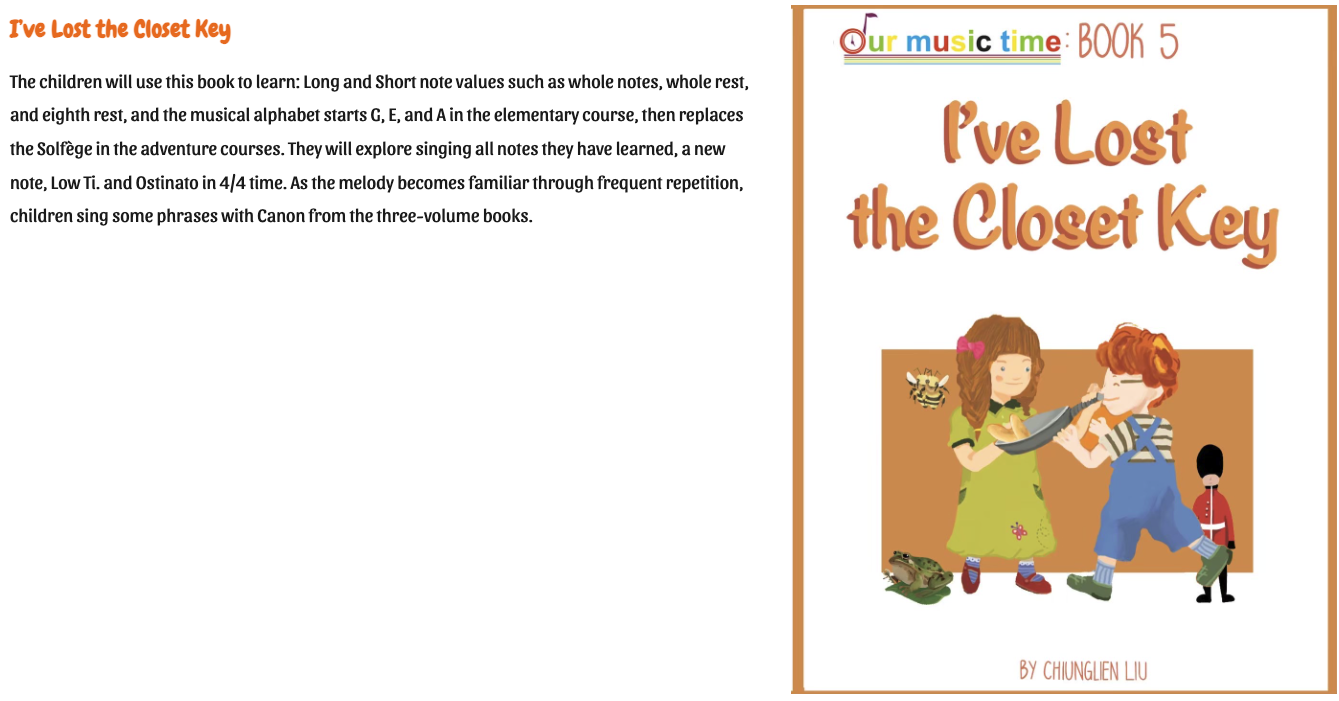 I've Lost the Closet Key
The children will use this book to learn: Long and Short note values such as whole notes, whole rest,
and eighth rest, and the musical alphabet starts G, E, and A in the elementary course, then replaces
the Solfège in the adventure courses. They will explore singing all notes they have learned, a new
note, Low Ti. and Ostinato in 4/4 time. As the melody becomes familiar through frequent repetition,
children sing some phrases with Canon from the three-volume books.
Our music time: BOOK 5
I've Lost
the Closet Key
BY CHIUNGLIEN LIU